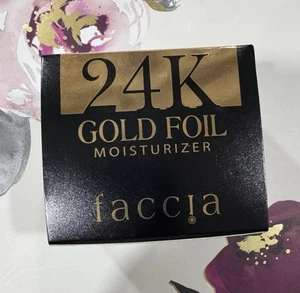 24K
GOLD FOIL
MOISTURIZER
faccia